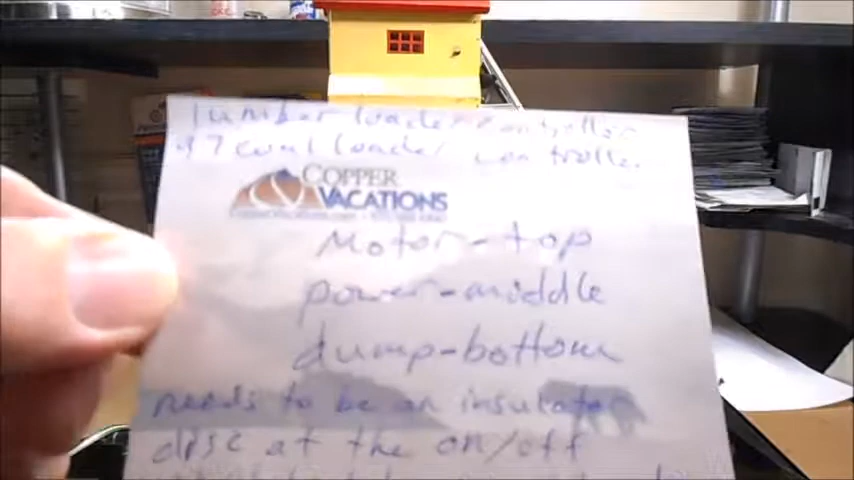 lumber loader controller
97 coal loader controller
COPPER
VACATIONS
Motor-top
power-middle
dump-bottom
needs to be an insulator
disc at the on/off